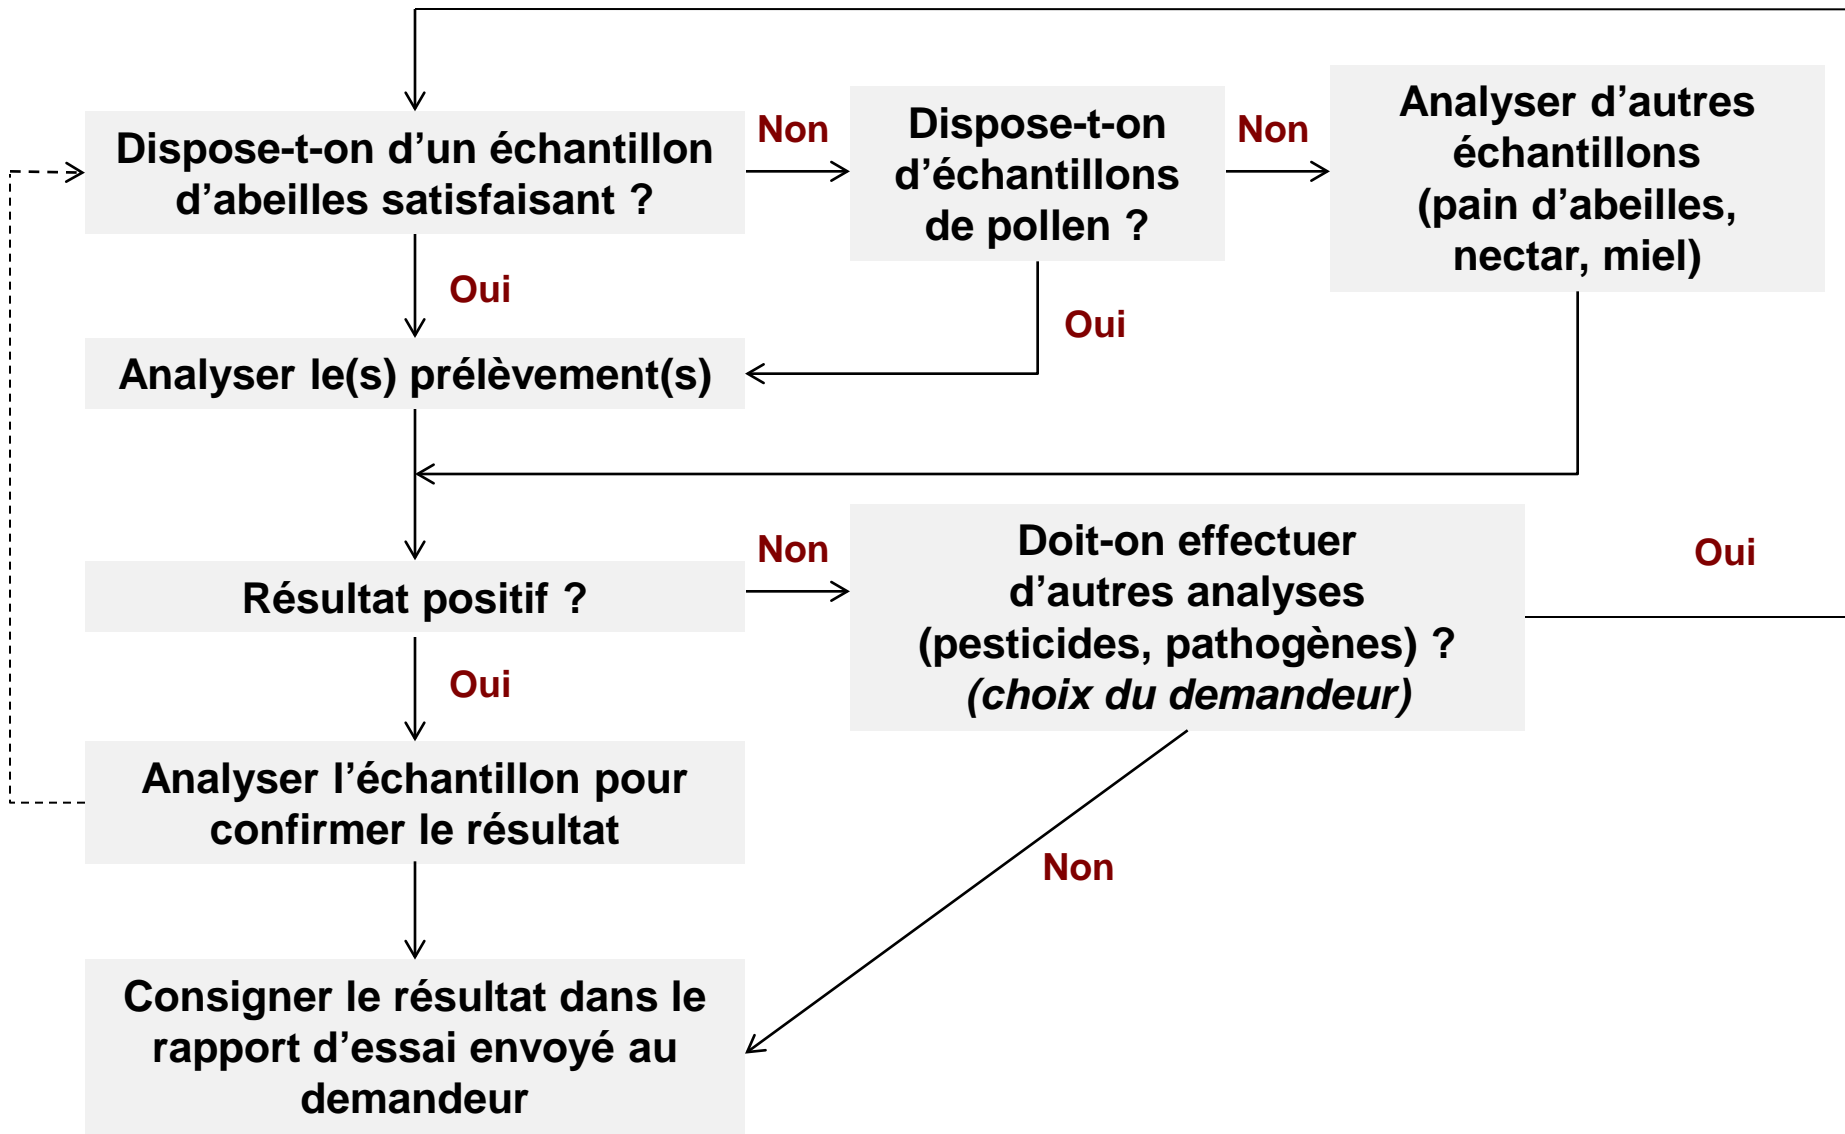 Dispose-t-on d’un échantillon
d’abeilles satisfaisant ?
Non
Dispose-t-on
d’échantillons
de pollen ?
Non
Analyser d’autres
échantillons
(pain d’abeilles,
nectar, miel)
Oui
Oui
Analyser le(s) prélèvement(s)
Résultat positif ?
Non
Doit-on effectuer
d’autres analyses
(pesticides, pathogènes) ?
(choix du demandeur)
Oui
Oui
Analyser l’échantillon pour
confirmer le résultat
Non
Consigner le résultat dans le
rapport d’essai envoyé au
demandeur